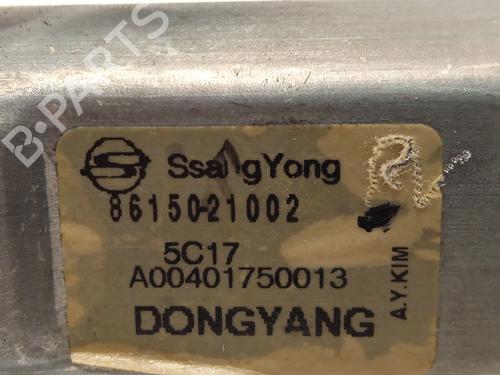 B-PARTS
SsangYong
86150-21002
5C17
A00401750013
DONGYANG
A.Y.KIM